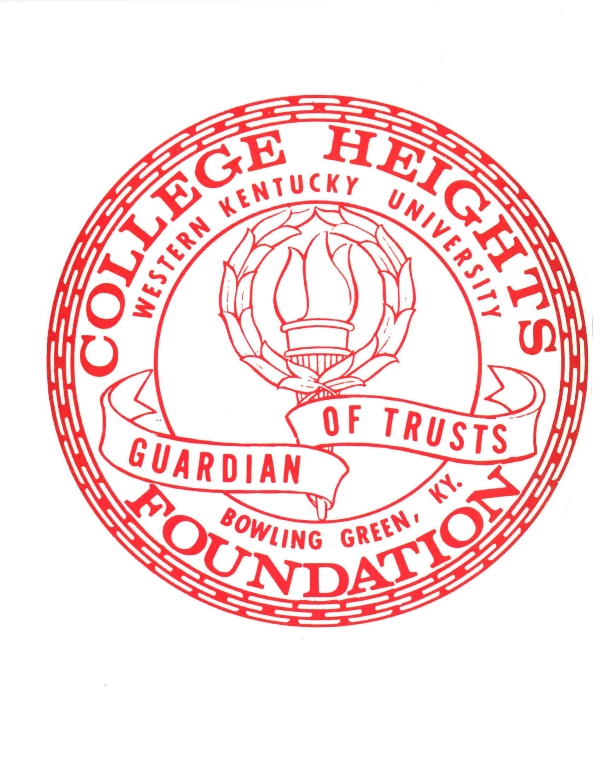 COLLEGE HEIGHTS
WESTERN KENTUCKY UNIVERSITY
GUARDIAN OF TRUSTS
BOWLING GREEN, KY.
FOUNDATION